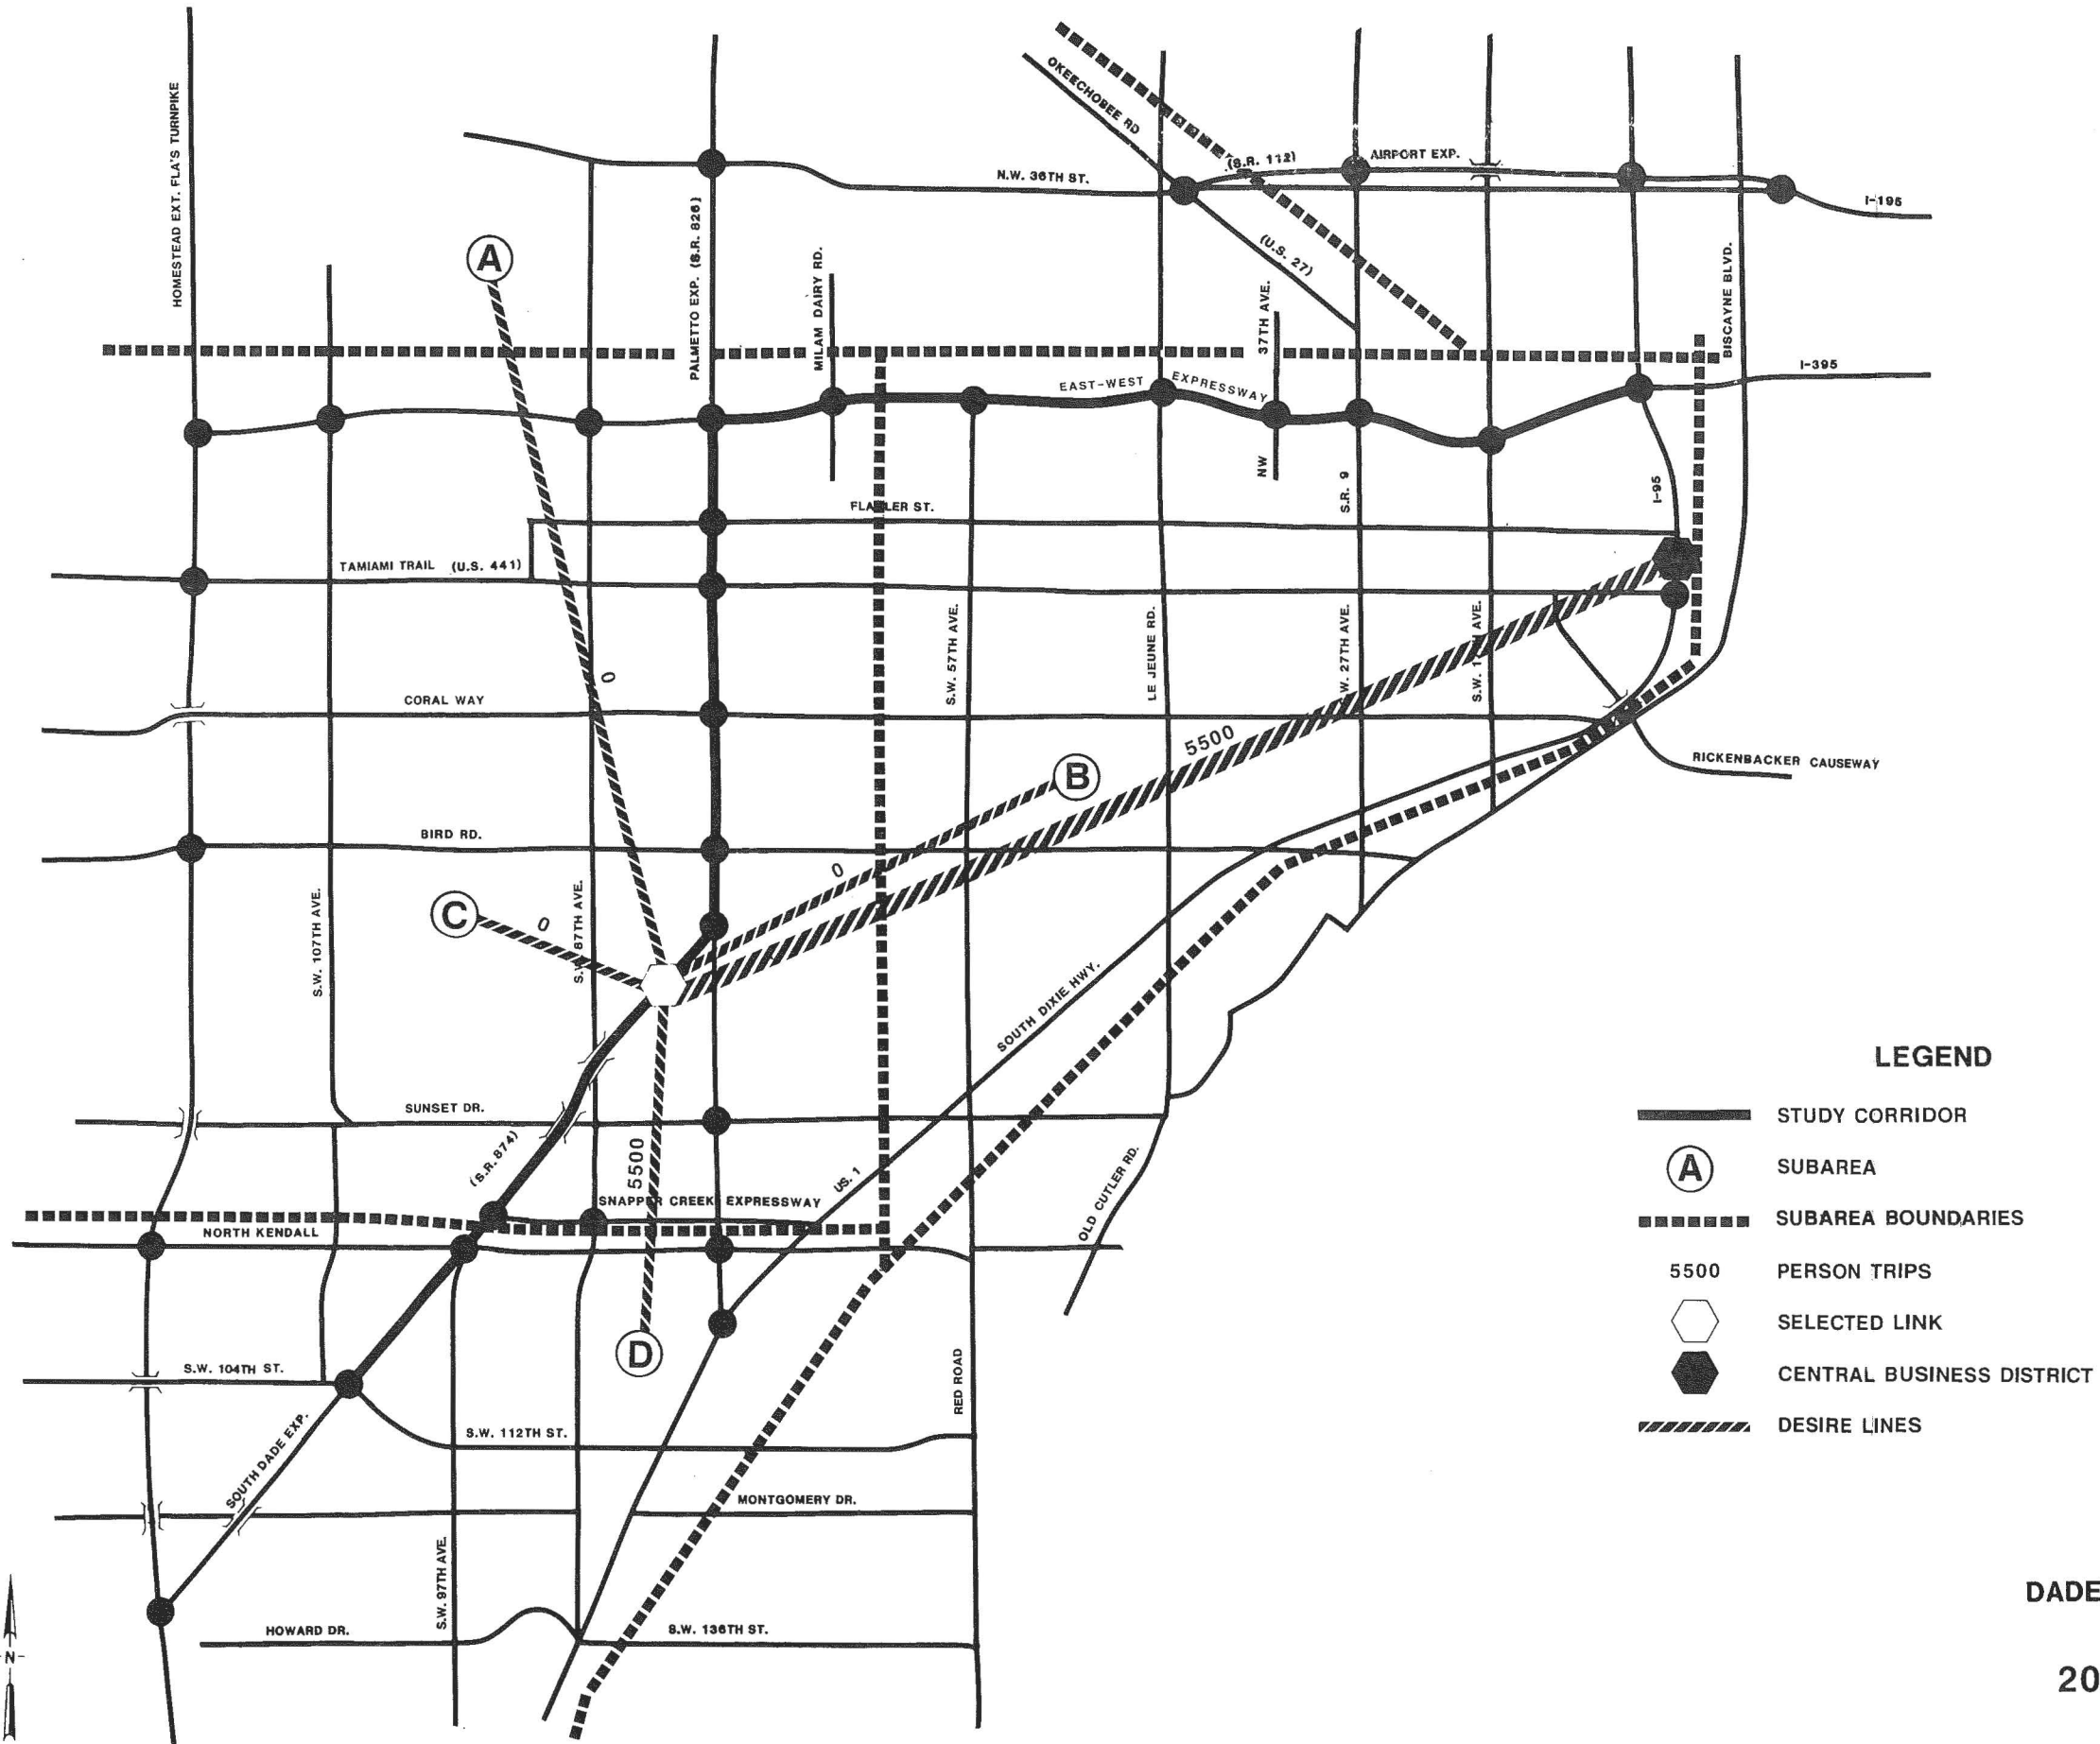 HOMESTEAD EXT. FLA'S TURNPIKE
OKEECHOBEE RD
(S.R. 112)
AIRPORT EXP.
N.W. 36TH ST.
I-195
PALMETTO EXP. (S.R. 826)
MILAM DAIRY RD.
(U.S. 27)
BISCAYNE BLVD.
A
NW 37TH AVE.
EAST-WEST EXPRESSWAY
I-395
S.R. 9
I-95
FLAGLER ST.
TAMIAMI TRAIL (U.S. 441)
S.W. 57TH AVE.
LE JEUNE RD.
W. 27TH AVE.
S.W. AVE.
0
CORAL WAY
5500
RICKENBACKER CAUSEWAY
B
BIRD RD.
0
C
0
S.W. 107TH AVE.
S.W. 87TH AVE.
SOUTH DIXIE HWY.
SUNSET DR.
(S.R. 874)
5500
US. 1
SNAPPER CREEK EXPRESSWAY
OLD CUTLER RD.
NORTH KENDALL
D
S.W. 104TH ST.
RED ROAD
SOUTH DADE EXP.
S.W. 112TH ST.
MONTGOMERY DR.
S.W. 97TH AVE.
HOWARD DR.
S.W. 136TH ST.
N
LEGEND
STUDY CORRIDOR
A SUBAREA
SUBAREA BOUNDARIES
5500 PERSON TRIPS
SELECTED LINK
CENTRAL BUSINESS DISTRICT
DESIRE LINES
DADE
20